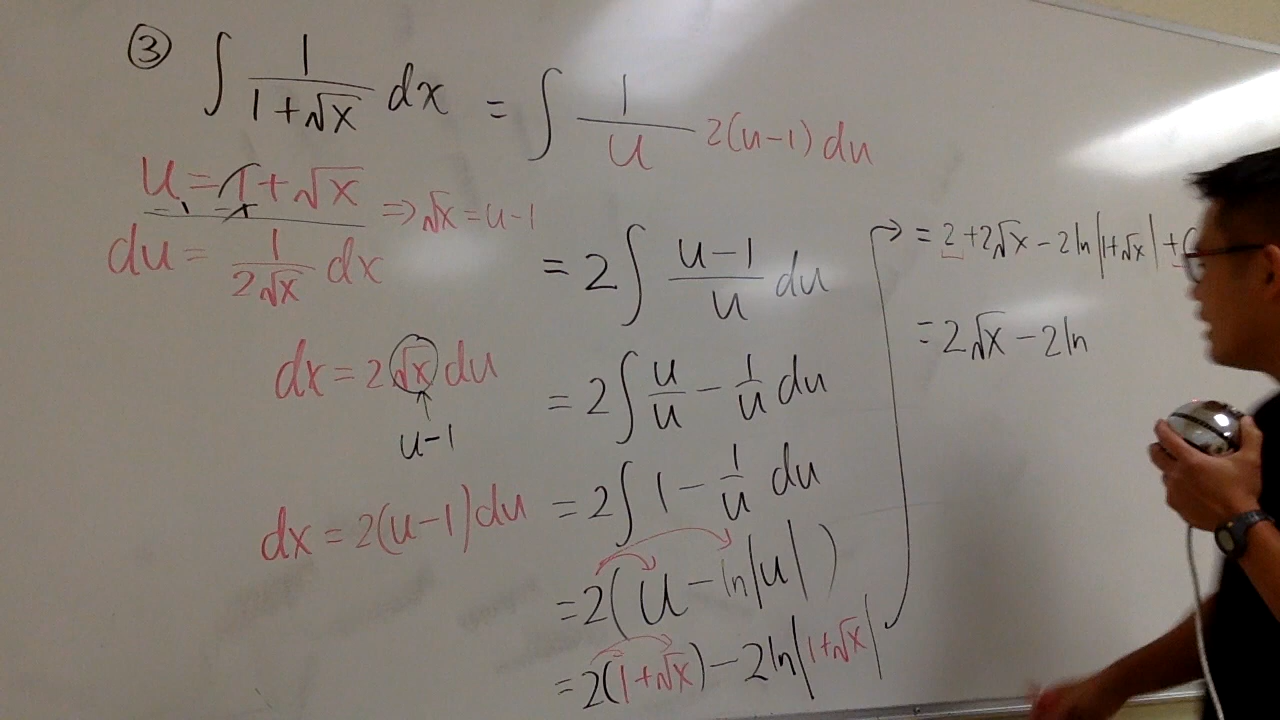 ③ ∫ 1/(1+√x) dx = ∫ 1/u 2(u-1) du
u = 1+√x ⇒ √x = u-1
du = 1/(2√x) dx
dx = 2√x du
u-1
dx = 2(u-1) du
= 2∫ (u-1)/u du
= 2∫ u/u - 1/u du
= 2∫ 1 - 1/u du
= 2(u - ln|u|)
= 2(1+√x) - 2ln|1+√x|
→ = 2+2√x - 2ln|1+√x| +
= 2√x - 2ln